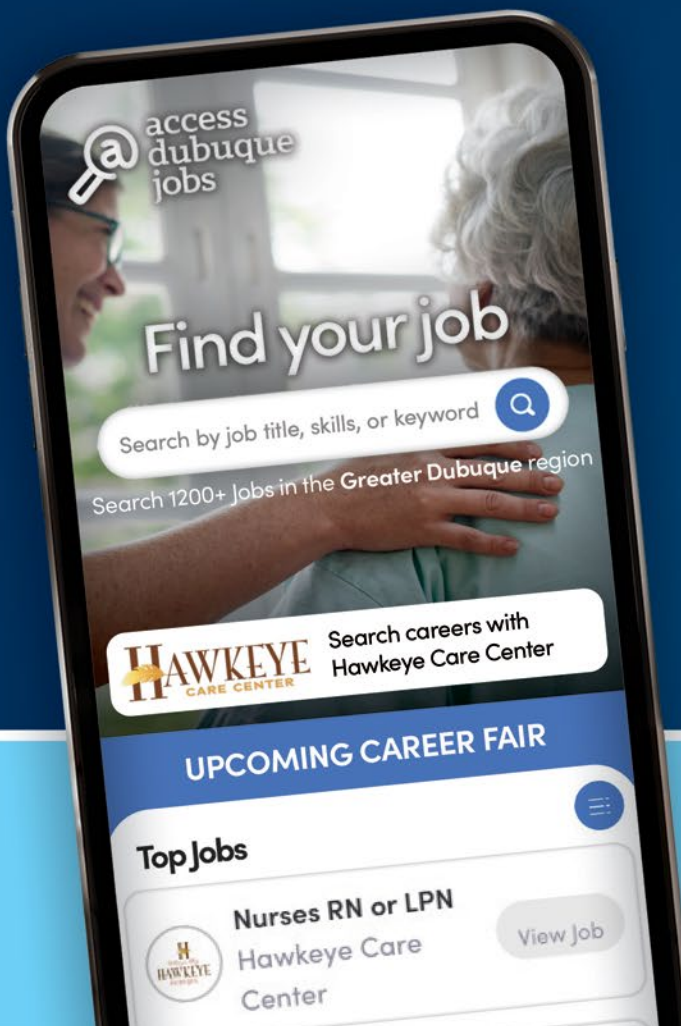 access
dubuque
jobs
Find your job
Search by job title, skills, or keyword
Search 1200+ Jobs in the Greater Dubuque region
HAWKEYE
CARE CENTER
Search careers with
Hawkeye Care Center
UPCOMING CAREER FAIR
Top Jobs
Nurses RN or LPN
Hawkeye Care
Center
View Job
HAWKEYE